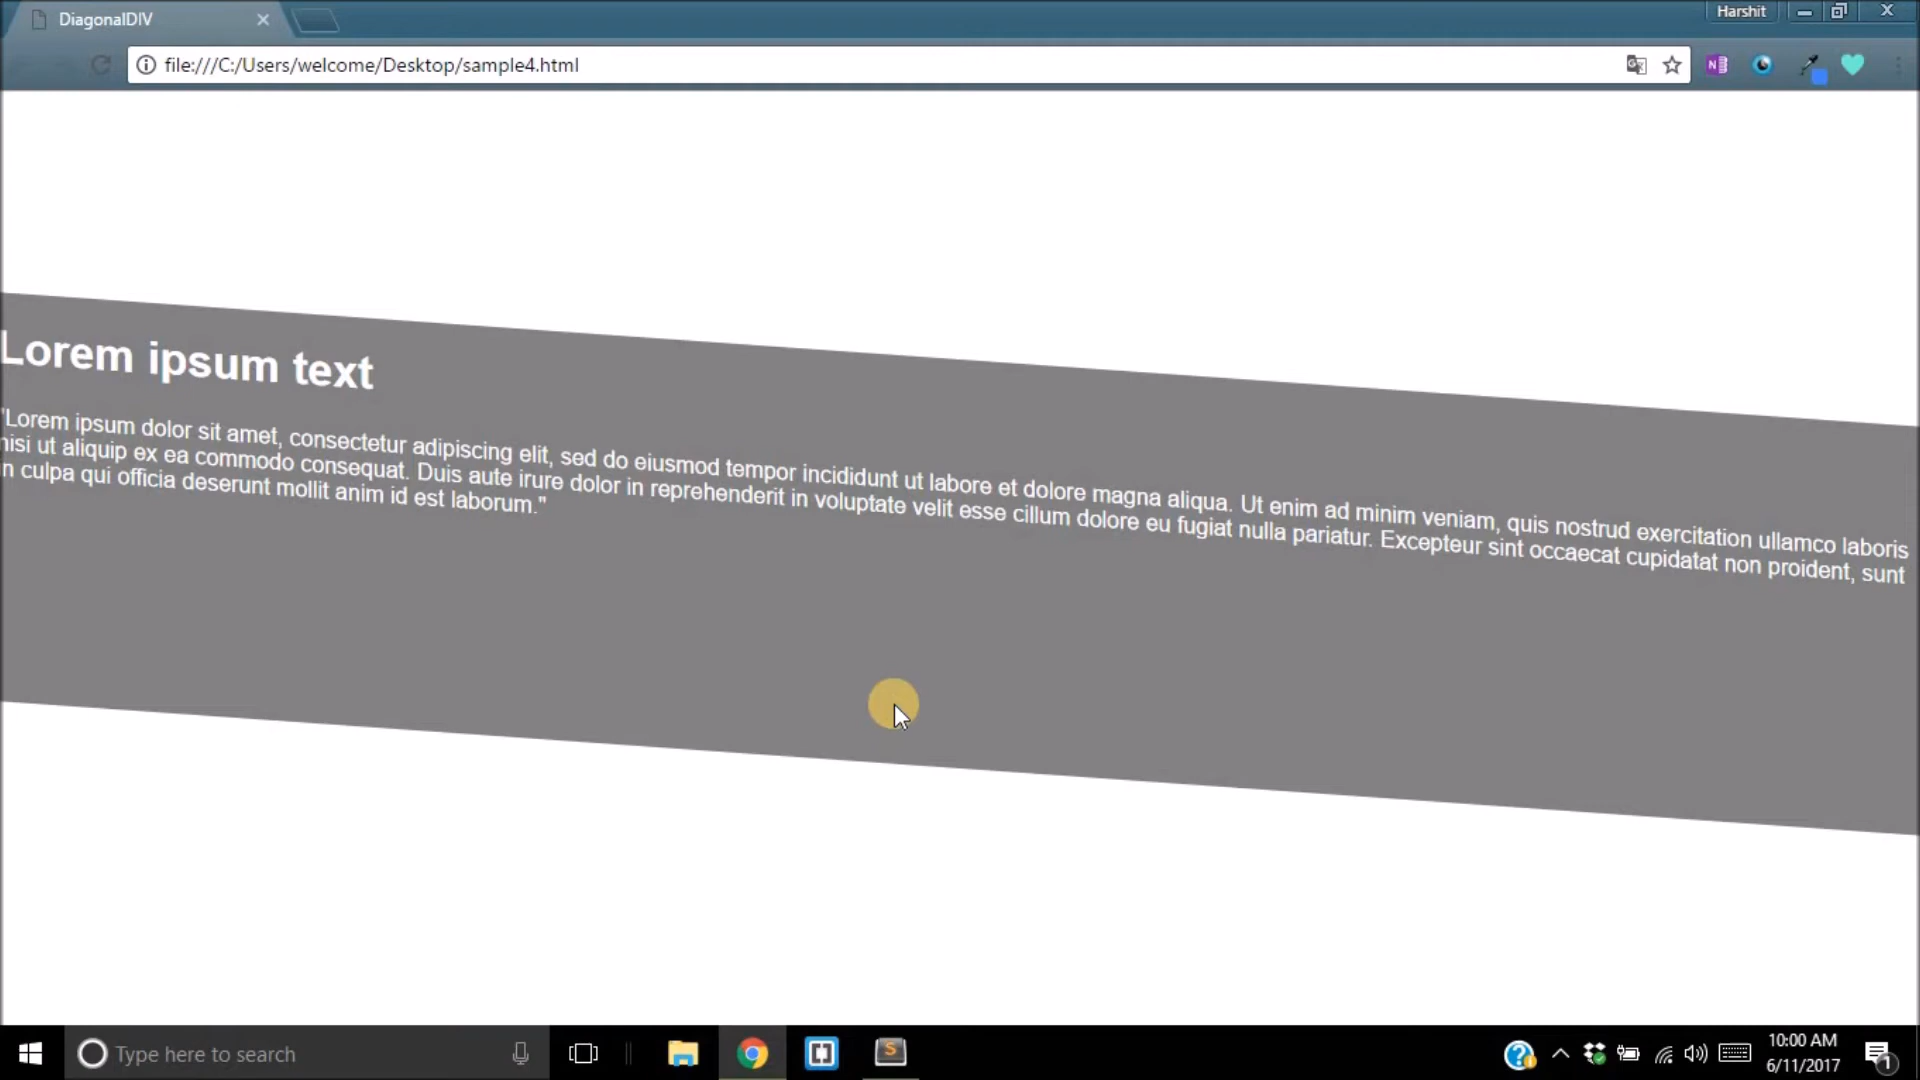 DiagonalDIV
Harshit
file:///C:/Users/welcome/Desktop/sample4.html
Lorem ipsum text
"Lorem ipsum dolor sit amet, consectetur adipiscing elit, sed do eiusmod tempor incididunt ut labore et dolore magna aliqua. Ut enim ad minim veniam, quis nostrud exercitation ullamco laboris
nisi ut aliquip ex ea commodo consequat. Duis aute irure dolor in reprehenderit in voluptate velit esse cillum dolore eu fugiat nulla pariatur. Excepteur sint occaecat cupidatat non proident, sunt
in culpa qui officia deserunt mollit anim id est laborum."
Type here to search
10:00 AM
6/11/2017
1